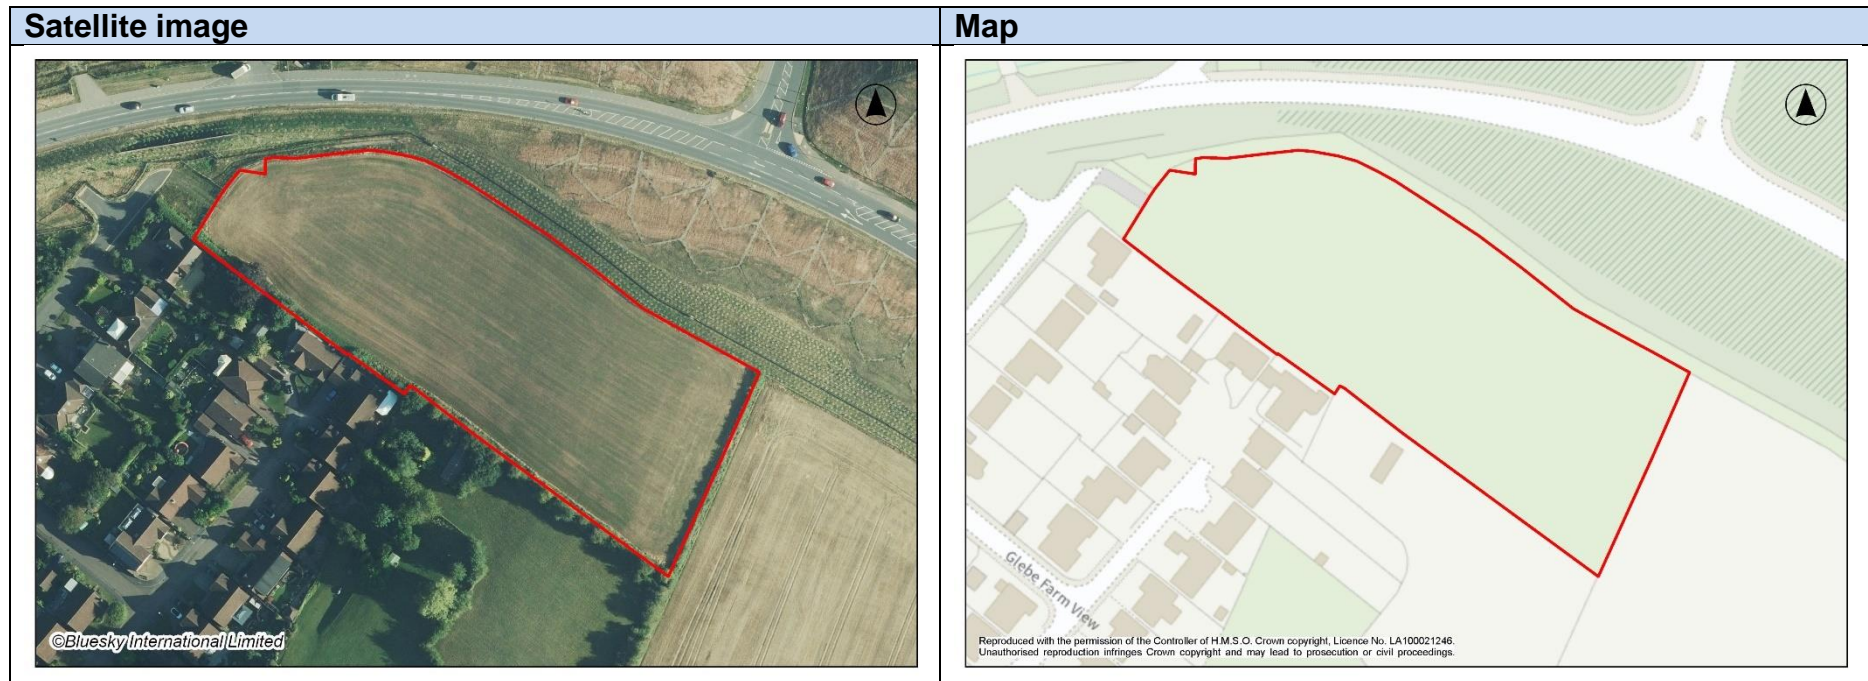 Satellite image
Map
©Bluesky International Limited
Glebe Farm View
Reproduced with the permission of the Controller of H.M.S.O. Crown copyright, Licence No. LA100021246.
Unauthorised reproduction infringes Crown copyright and may lead to prosecution or civil proceedings.